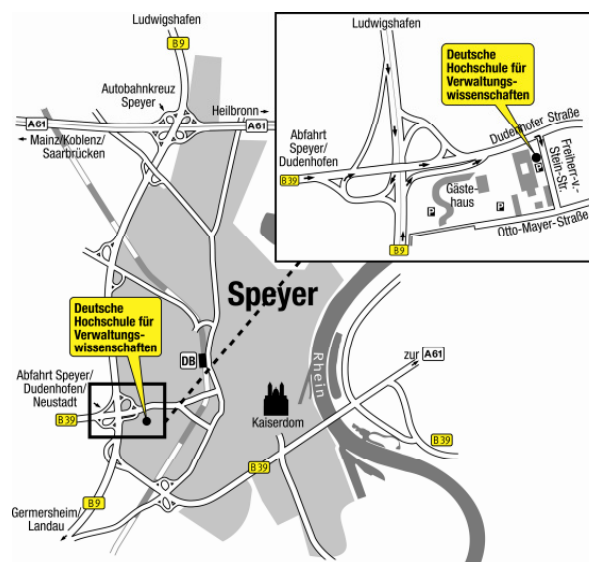 Ludwigshafen
B9
Autobahnkreuz
Speyer
Heilbronn
A61
A61
Mainz/Koblenz/
Saarbrücken
Speyer
Deutsche
Hochschule für
Verwaltungs-
wissenschaften
DB
Abfahrt Speyer/
Dudenhofen/
Neustadt
B39
Kaiserdom
Rhein
zur A61
B39
B39
B9
Germersheim/
Landau
Ludwigshafen
Deutsche
Hochschule für
Verwaltungs-
wissenschaften
Abfahrt
Speyer/
Dudenhofen
B39
Dudenhofer Straße
Freiherr-v.-
Stein-Str.
P
Gäste-
haus
P
P
Otto-Mayer-Straße
B9